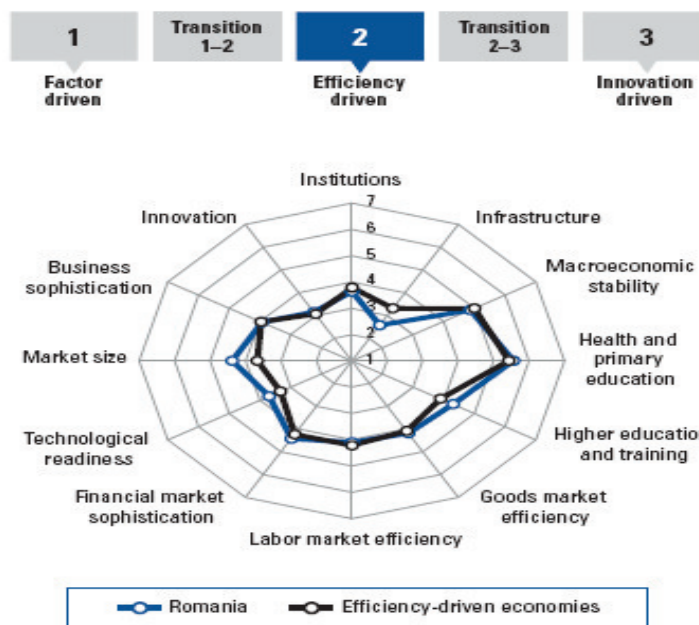 1
Transition
1–2
2
Transition
2–3
3
Factor
driven
Efficiency
driven
Innovation
driven
Institutions
7
6
5
4
3
2
1
Infrastructure
Macroeconomic
stability
Health and
primary
education
Higher educatio
and training
Goods market
efficiency
Labor market efficiency
Financial market
sophistication
Technological
readiness
Market size
Business
sophistication
Innovation
Romania
Efficiency-driven economies